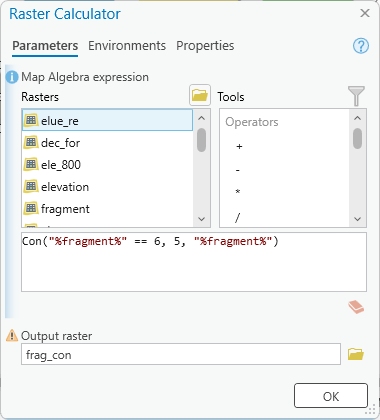 Raster Calculator
Parameters Environments Properties
Map Algebra expression
Rasters
Tools
elue_re
dec_for
ele_800
elevation
fragment
Operators
+
-
*
/
Con("%fragment%" == 6, 5, "%fragment%")
Output raster
frag_con
OK